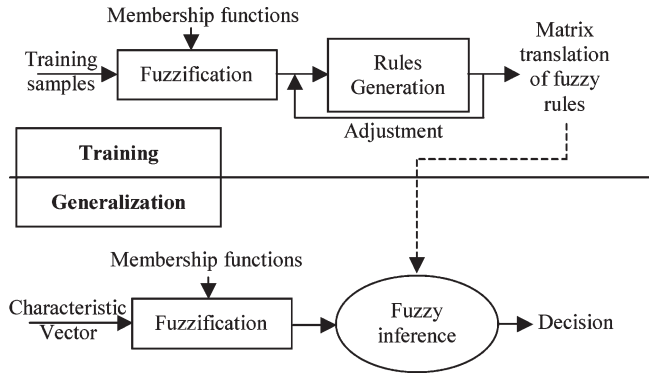 Membership functions
Training
samples
Fuzzification
Rules
Generation
Matrix
translation
of fuzzy
rules
Adjustment
Training
Generalization
Membership functions
Characteristic
Vector
Fuzzification
Fuzzy
inference
Decision